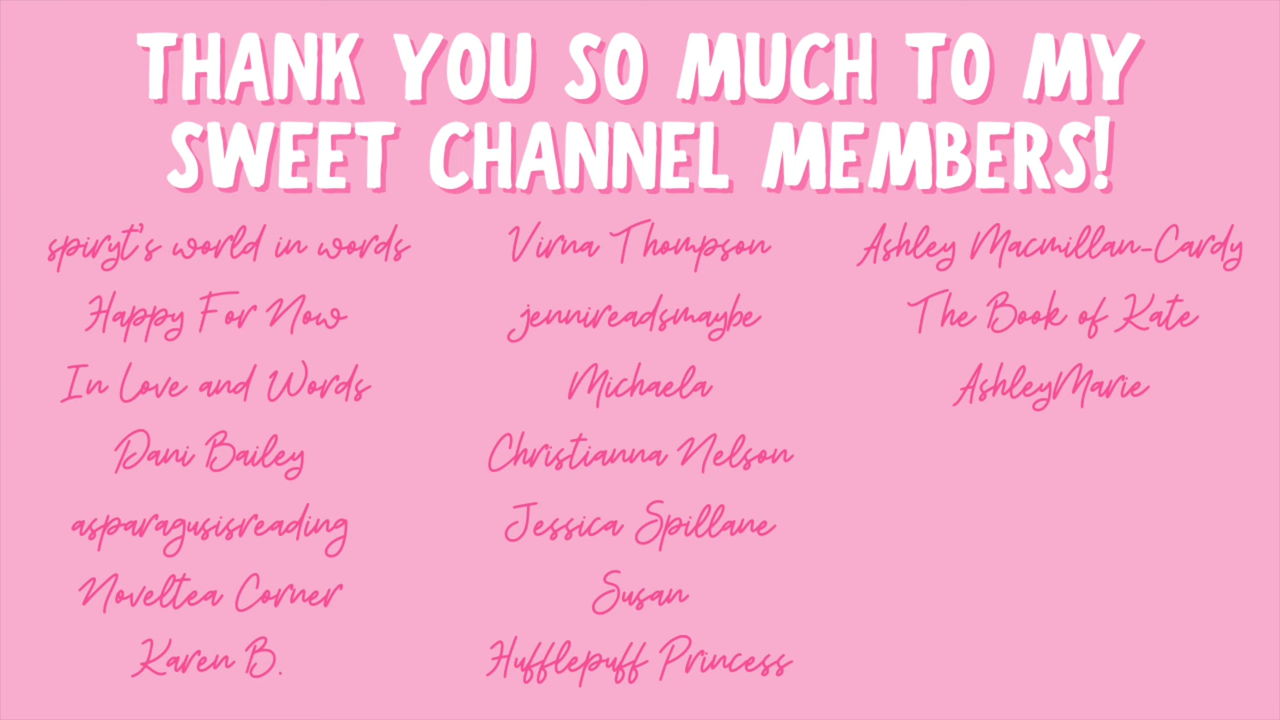 THANK YOU SO MUCH TO MY
SWEET CHANNEL MEMBERS!
spiryt's world in words
Happy For Now
In Love and Words
Dani Bailey
asparagusisreading
Noveltea Corner
Karen B.
Virna Thompson
jennireadsmaybe
Michaela
Christianna Nelson
Jessica Spillane
Susan
Hufflepuff Princess
Ashley Macmillan-Cardy
The Book of Kate
AshleyMarie